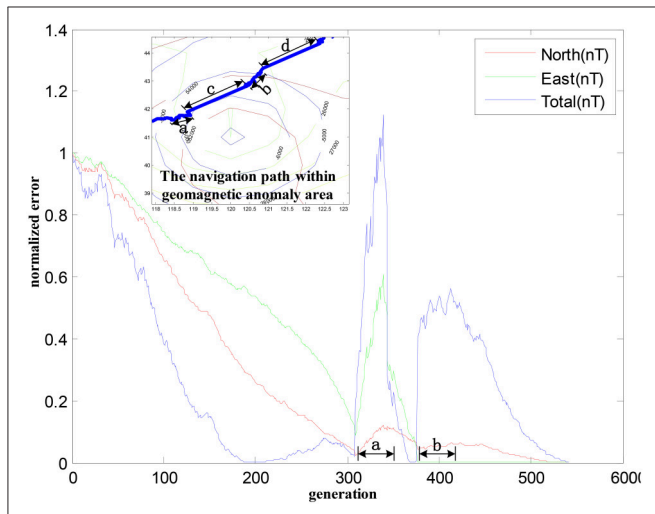 1.4
1.2
1
0.8
0.6
0.4
0.2
0
normalized error
0 100 200 300 400 500 6000
generation
North(nT)
East(nT)
Total(nT)
44
43
42
41
40
39
118 118.5 119 119.5 120 120.5 121 121.5 122 122.5 123
a
c
b
d
The navigation path within
geomagnetic anomaly area
a
b